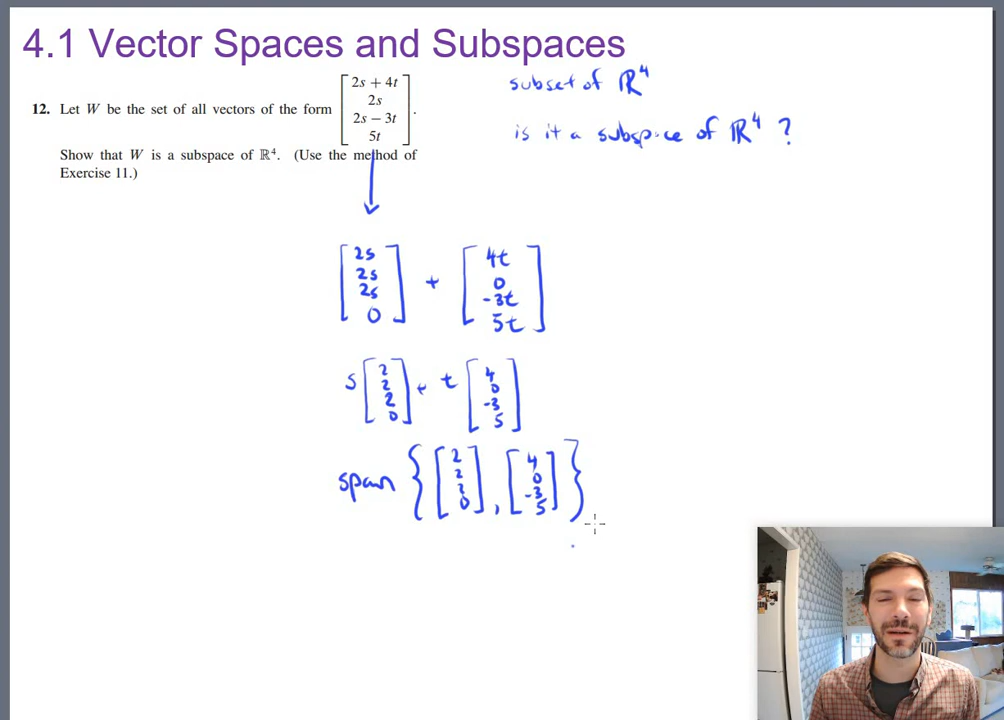 4.1 Vector Spaces and Subspaces
12. Let W be the set of all vectors of the form [2s + 4t
2s
2s − 3t
5t].
Show that W is a subspace of ℝ⁴. (Use the method of
Exercise 11.)
subset of ℝ⁴
is it a subspace of ℝ⁴ ?
[2s
2s
2s
0] + [4t
0
-3t
5t]
s[2
2
2
0] + t[4
0
-3
5]
span {[2
2
2
0], [4
0
-3
5]}